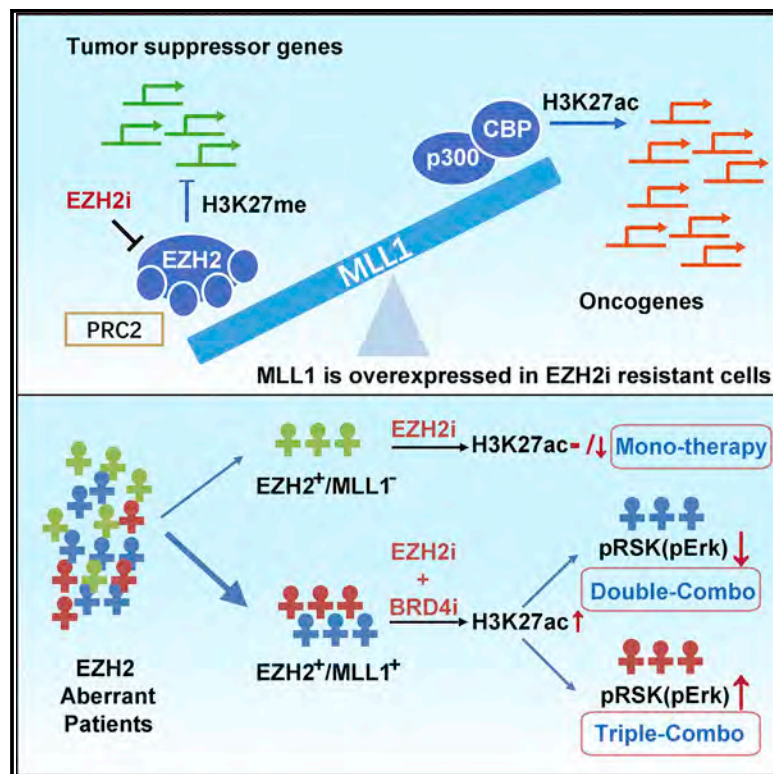 Tumor suppressor genes
H3K27ac
CBP
p300
EZH2i
H3K27me
EZH2
MLL1
PRC2
Oncogenes
MLL1 is overexpressed in EZH2i resistant cells
EZH2i
H3K27ac-/↓
Mono-therapy
EZH2⁺/MLL1⁻
EZH2i
+
BRD4i
H3K27ac↑
pRSK(pErk)↓
Double-Combo
EZH2⁺/MLL1⁺
pRSK(pErk)↑
Triple-Combo
EZH2
Aberrant
Patients